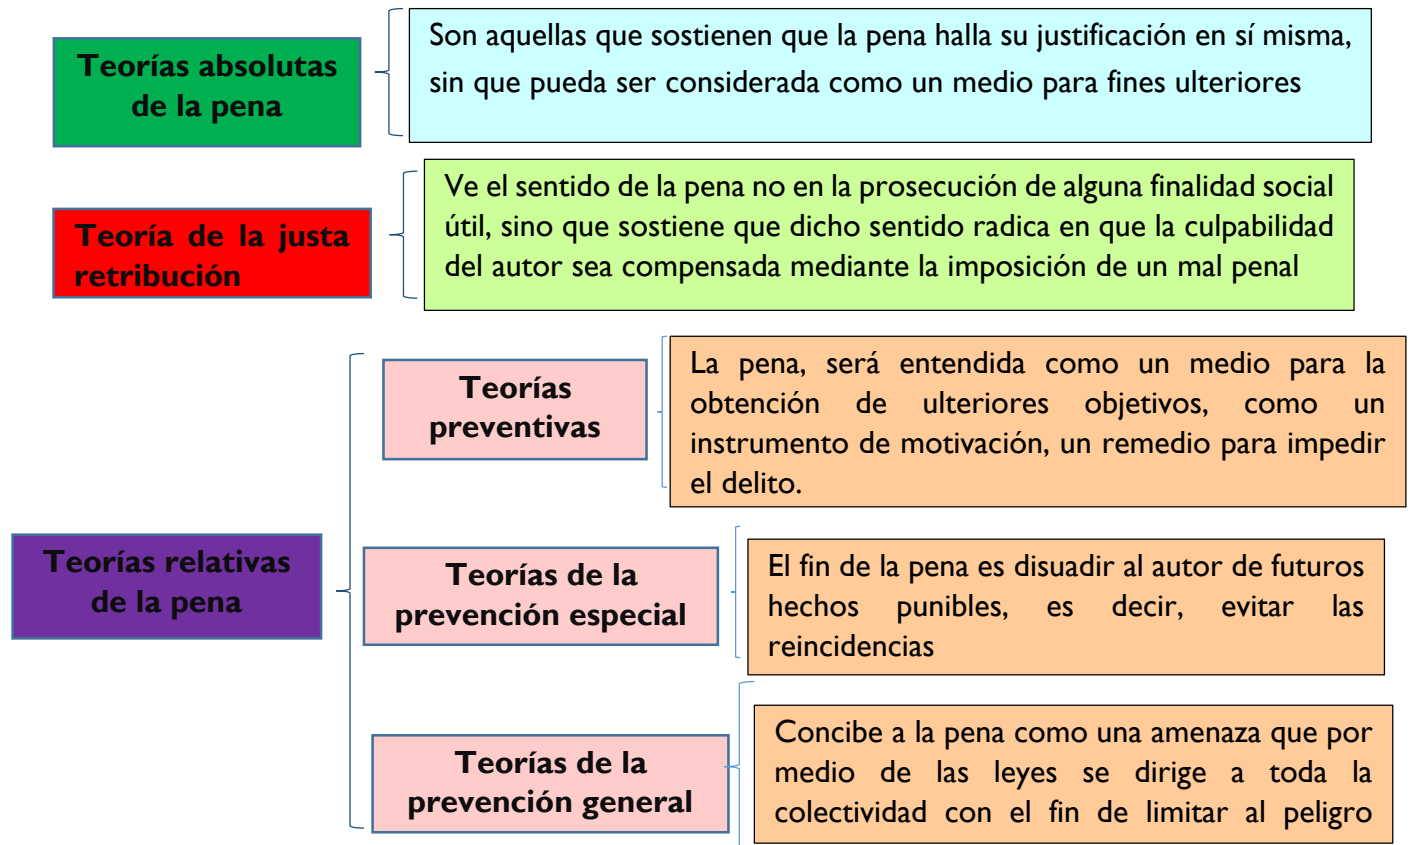 Teorías absolutas
de la pena
Son aquellas que sostienen que la pena halla su justificación en sí misma,
sin que pueda ser considerada como un medio para fines ulteriores
Teoría de la justa
retribución
Ve el sentido de la pena no en la prosecución de alguna finalidad social
útil, sino que sostiene que dicho sentido radica en que la culpabilidad
del autor sea compensada mediante la imposición de un mal penal
Teorías relativas
de la pena
Teorías
preventivas
La pena, será entendida como un medio para la
obtención de ulteriores objetivos, como un
instrumento de motivación, un remedio para impedir
el delito.
Teorías de la
prevención especial
El fin de la pena es disuadir al autor de futuros
hechos punibles, es decir, evitar las
reincidencias
Teorías de la
prevención general
Concibe a la pena como una amenaza que por
medio de las leyes se dirige a toda la
colectividad con el fin de limitar al peligro